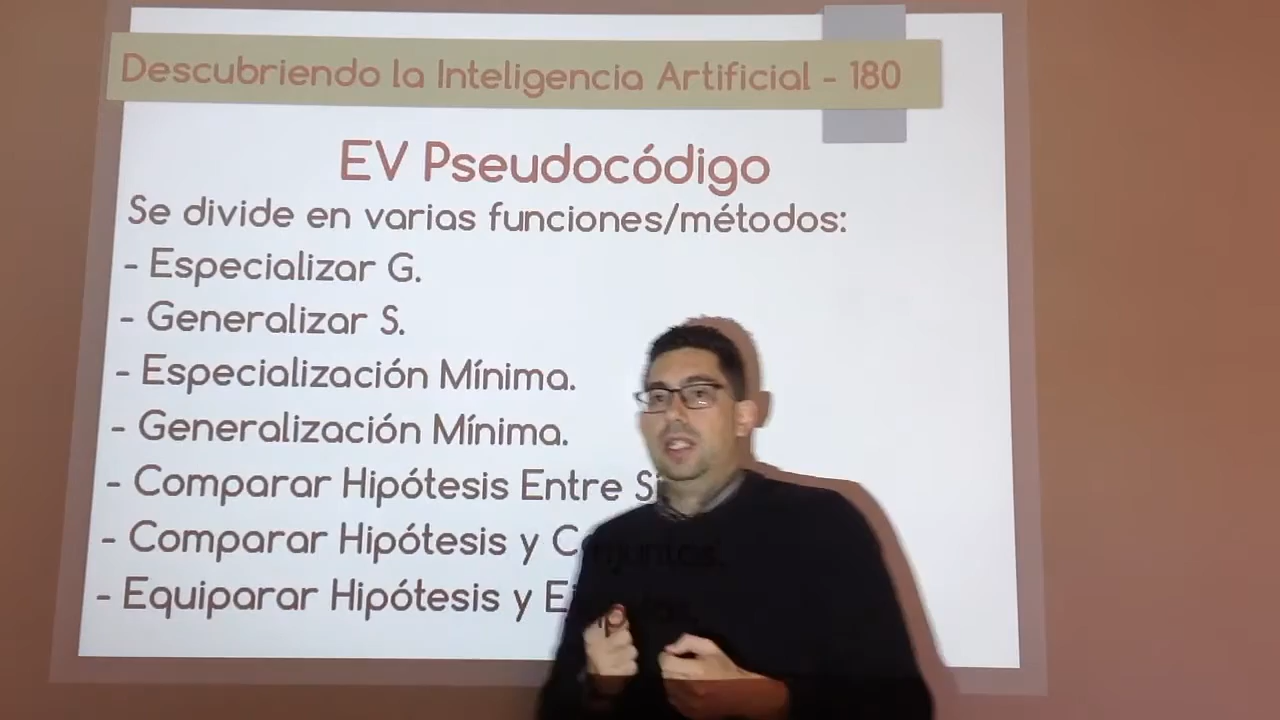 Descubriendo la Inteligencia Artificial - 180
EV Pseudocódigo
Se divide en varias funciones/métodos:
- Especializar G.
- Generalizar S.
- Especialización Mínima.
- Generalización Mínima.
- Comparar Hipótesis Entre
- Comparar Hipótesis y Conjuntos.
- Equiparar Hipótesis y